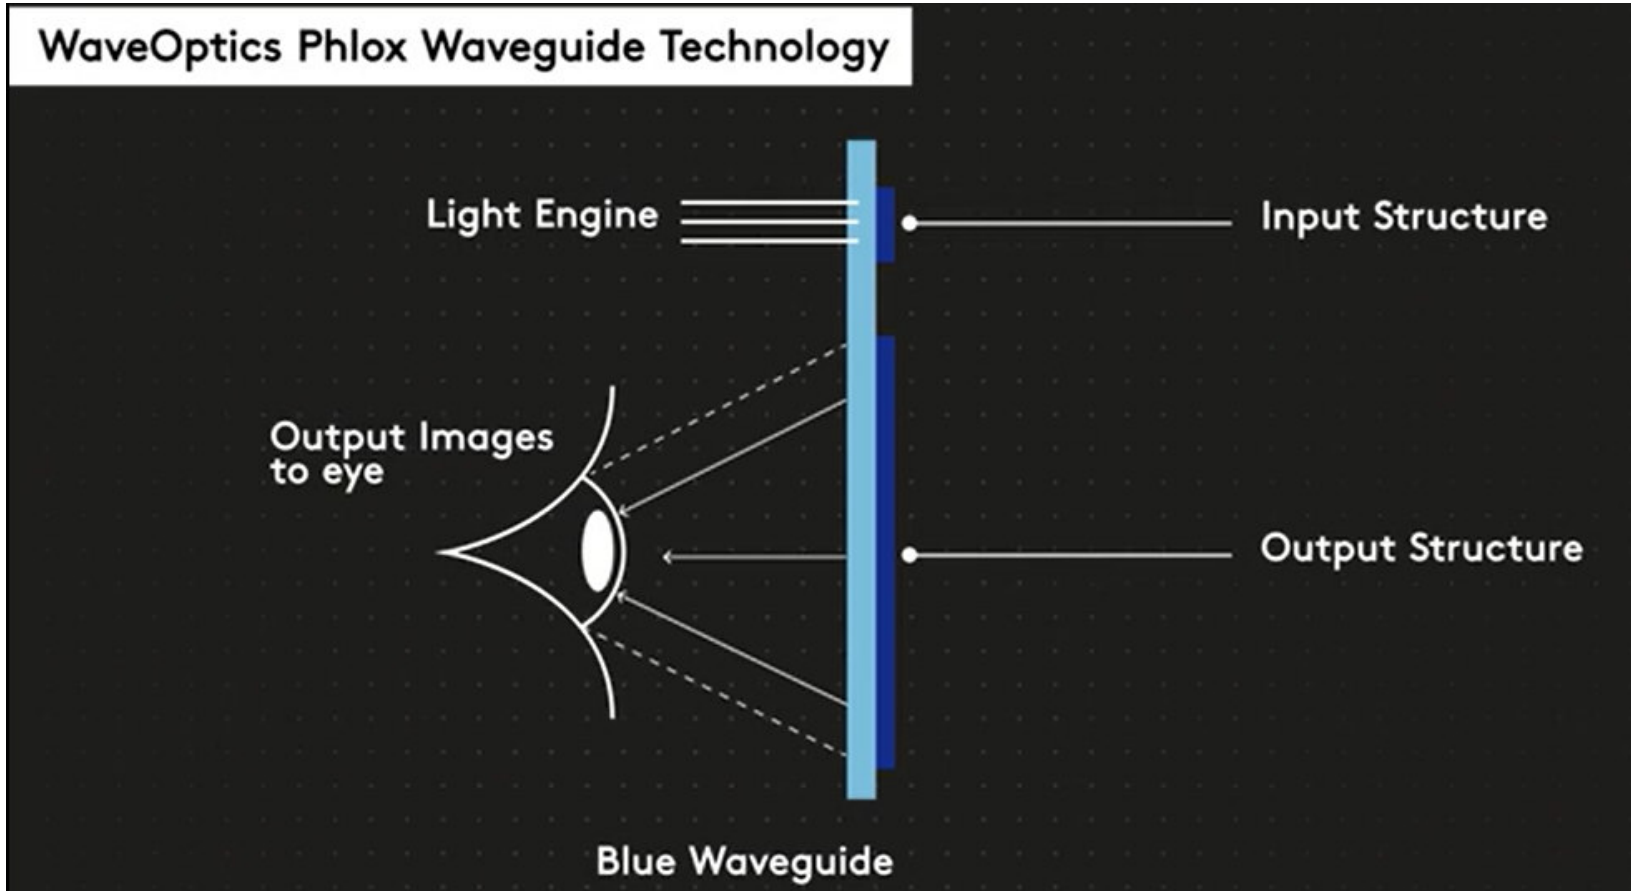 WaveOptics Phlox Waveguide Technology
Light Engine
Input Structure
Output Images
to eye
Output Structure
Blue Waveguide